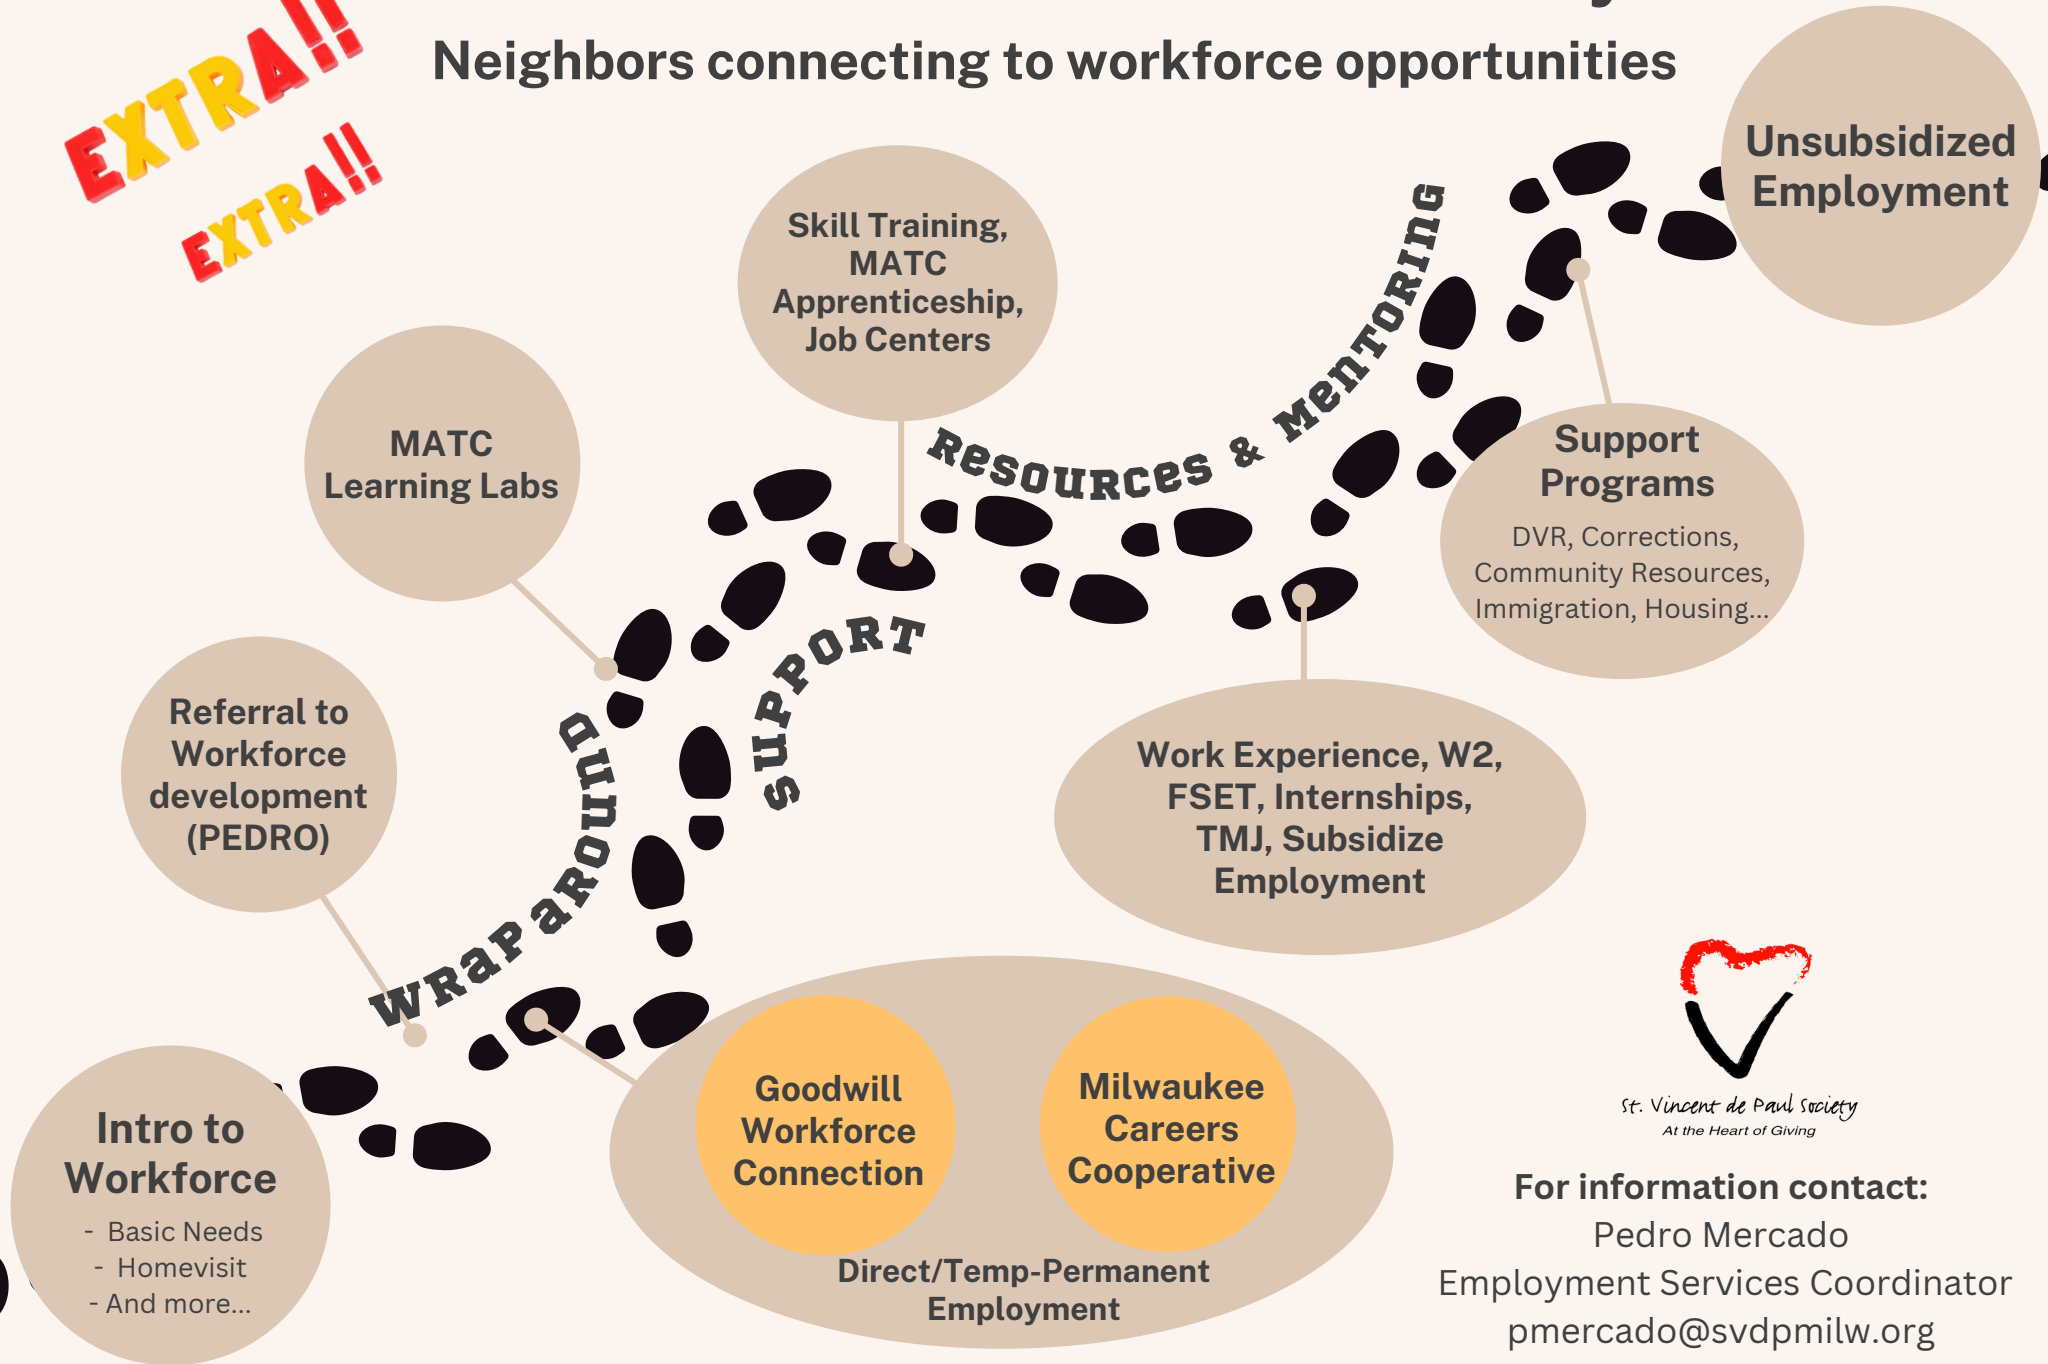 EXTRA!!
EXTRA!!
Neighbors connecting to workforce opportunities
Unsubsidized
Employment
Skill Training,
MATC
Apprenticeship,
Job Centers
MATC
Learning Labs
Resources & Mentoring
Support
Programs
DVR, Corrections,
Community Resources,
Immigration, Housing...
Referral to
Workforce
development
(PEDRO)
Wraparound
Support
Work Experience, W2,
FSET, Internships,
TMJ, Subsidize
Employment
Intro to
Workforce
- Basic Needs
- Homevisit
- And more...
Goodwill
Workforce
Connection
Milwaukee
Careers
Cooperative
Direct/Temp-Permanent
Employment
St. Vincent de Paul Society
At the Heart of Giving
For information contact:
Pedro Mercado
Employment Services Coordinator
pmercado@svdpmilw.org